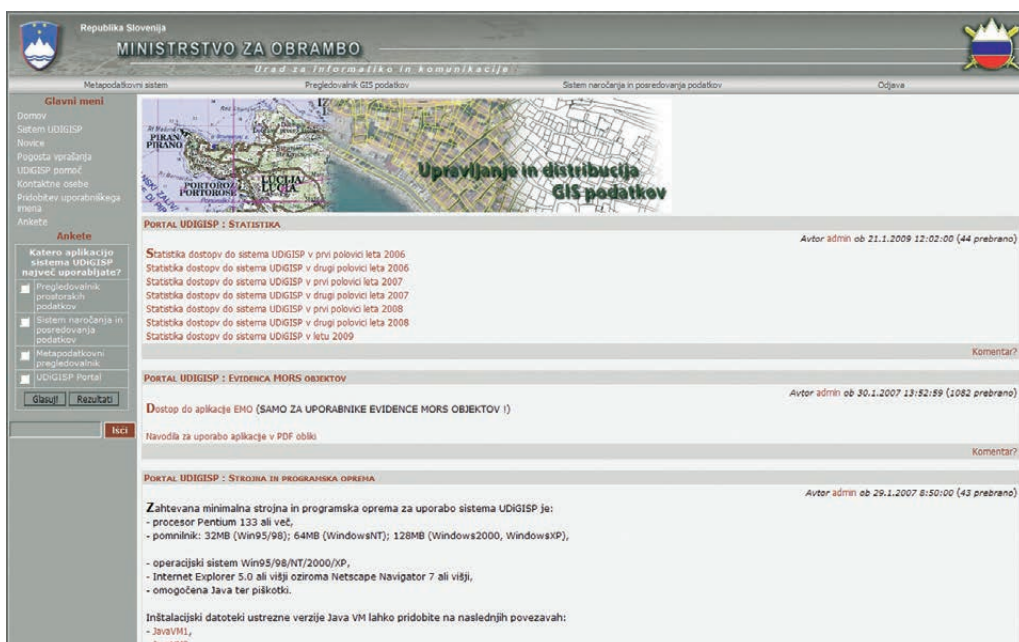 Republika Slovenija
MINISTRSTVO ZA OBRAMBO
Urad za informatiko in komunikacije
Metapodatkovni sistem
Pregledovalnik GIS podatkov
Sistem naročanja in posredovanja podatkov
Odjava
Glavni meni
Domov
Sistem UDIGISP
Novice
Pogosta vprašanja
UDiGISP pomoč
Kontaktne osebe
Pridobitev uporabniškega
imena
Ankete
Ankete
Katero aplikacijo
sistema UDiGISP
največ uporabljate?
Pregledovalnik
prostorskih
podatkov
Sistem naročanja in
posredovanja
podatkov
Metapodatkovni
pregledovalnik
UDiGISP Portal
Glasuj!
Rezultati
Išči
PIRAN
PIRANO
PORTOROŽ
PORTOROSE
LUCIJA
LUCIA
Upravljanje in distribucija
GIS podatkov
PORTAL UDIGISP : STATISTIKA
Avtor admin ob 21.1.2009 12:02:00 (44 prebrano)
Statistika dostopv do sistema UDiGISP v prvi polovici leta 2006
Statistika dostopv do sistema UDiGISP v drugi polovici leta 2006
Statistika dostopv do sistema UDiGISP v prvi polovici leta 2007
Statistika dostopv do sistema UDiGISP v drugi polovici leta 2007
Statistika dostopv do sistema UDiGISP v prvi polovici leta 2008
Statistika dostopv do sistema UDiGISP v drugi polovici leta 2008
Statistika dostopv do sistema UDiGISP v letu 2009
Komentar?
PORTAL UDIGISP : EVIDENCA MORS OBJEKTOV
Avtor admin ob 30.1.2007 13:52:59 (1082 prebrano)
Dostop do aplikacije EMO (SAMO ZA UPORABNIKE EVIDENCE MORS OBJEKTOV !)
Navodila za uporabo aplikacje v PDF obliki
Komentar?
PORTAL UDIGISP : STROJNA IN PROGRAMSKA OPREMA
Avtor admin ob 29.1.2007 8:50:00 (43 prebrano)
Zahtevana minimalna strojna in programska oprema za uporabo sistema UDiGISP je:
- procesor Pentium 133 ali več,
- pomnilnik: 32MB (Win95/98); 64MB (WindowsNT); 128MB (Windows2000, WindowsXP),
- operacijski sistem Win95/98/NT/2000/XP,
- Internet Explorer 5.0 ali višji oziroma Netscape Navigator 7 ali višji,
- omogočena Java ter piškotki.
Inštalacijski datoteki ustrezne verzije Java VM lahko pridobite na naslednjih povezavah:
- JavaVM1,